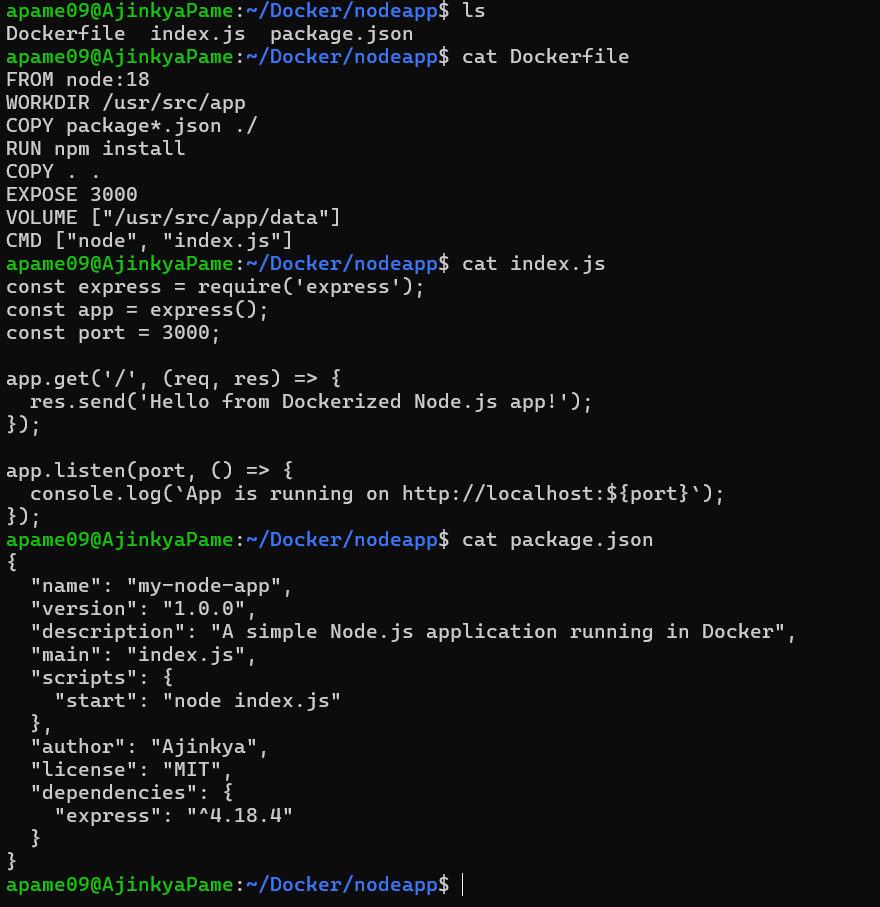 apame09@AjinkyaPame:~/Docker/nodeapp$ ls
Dockerfile  index.js  package.json
apame09@AjinkyaPame:~/Docker/nodeapp$ cat Dockerfile
FROM node:18
WORKDIR /usr/src/app
COPY package*.json ./
RUN npm install
COPY . .
EXPOSE 3000
VOLUME ["/usr/src/app/data"]
CMD ["node", "index.js"]
apame09@AjinkyaPame:~/Docker/nodeapp$ cat index.js
const express = require('express');
const app = express();
const port = 3000;

app.get('/', (req, res) => {
  res.send('Hello from Dockerized Node.js app!');
});

app.listen(port, () => {
  console.log(`App is running on http://localhost:${port}`);
});
apame09@AjinkyaPame:~/Docker/nodeapp$ cat package.json
{
  "name": "my-node-app",
  "version": "1.0.0",
  "description": "A simple Node.js application running in Docker",
  "main": "index.js",
  "scripts": {
    "start": "node index.js"
  },
  "author": "Ajinkya",
  "license": "MIT",
  "dependencies": {
    "express": "^4.18.4"
  }
}
apame09@AjinkyaPame:~/Docker/nodeapp$